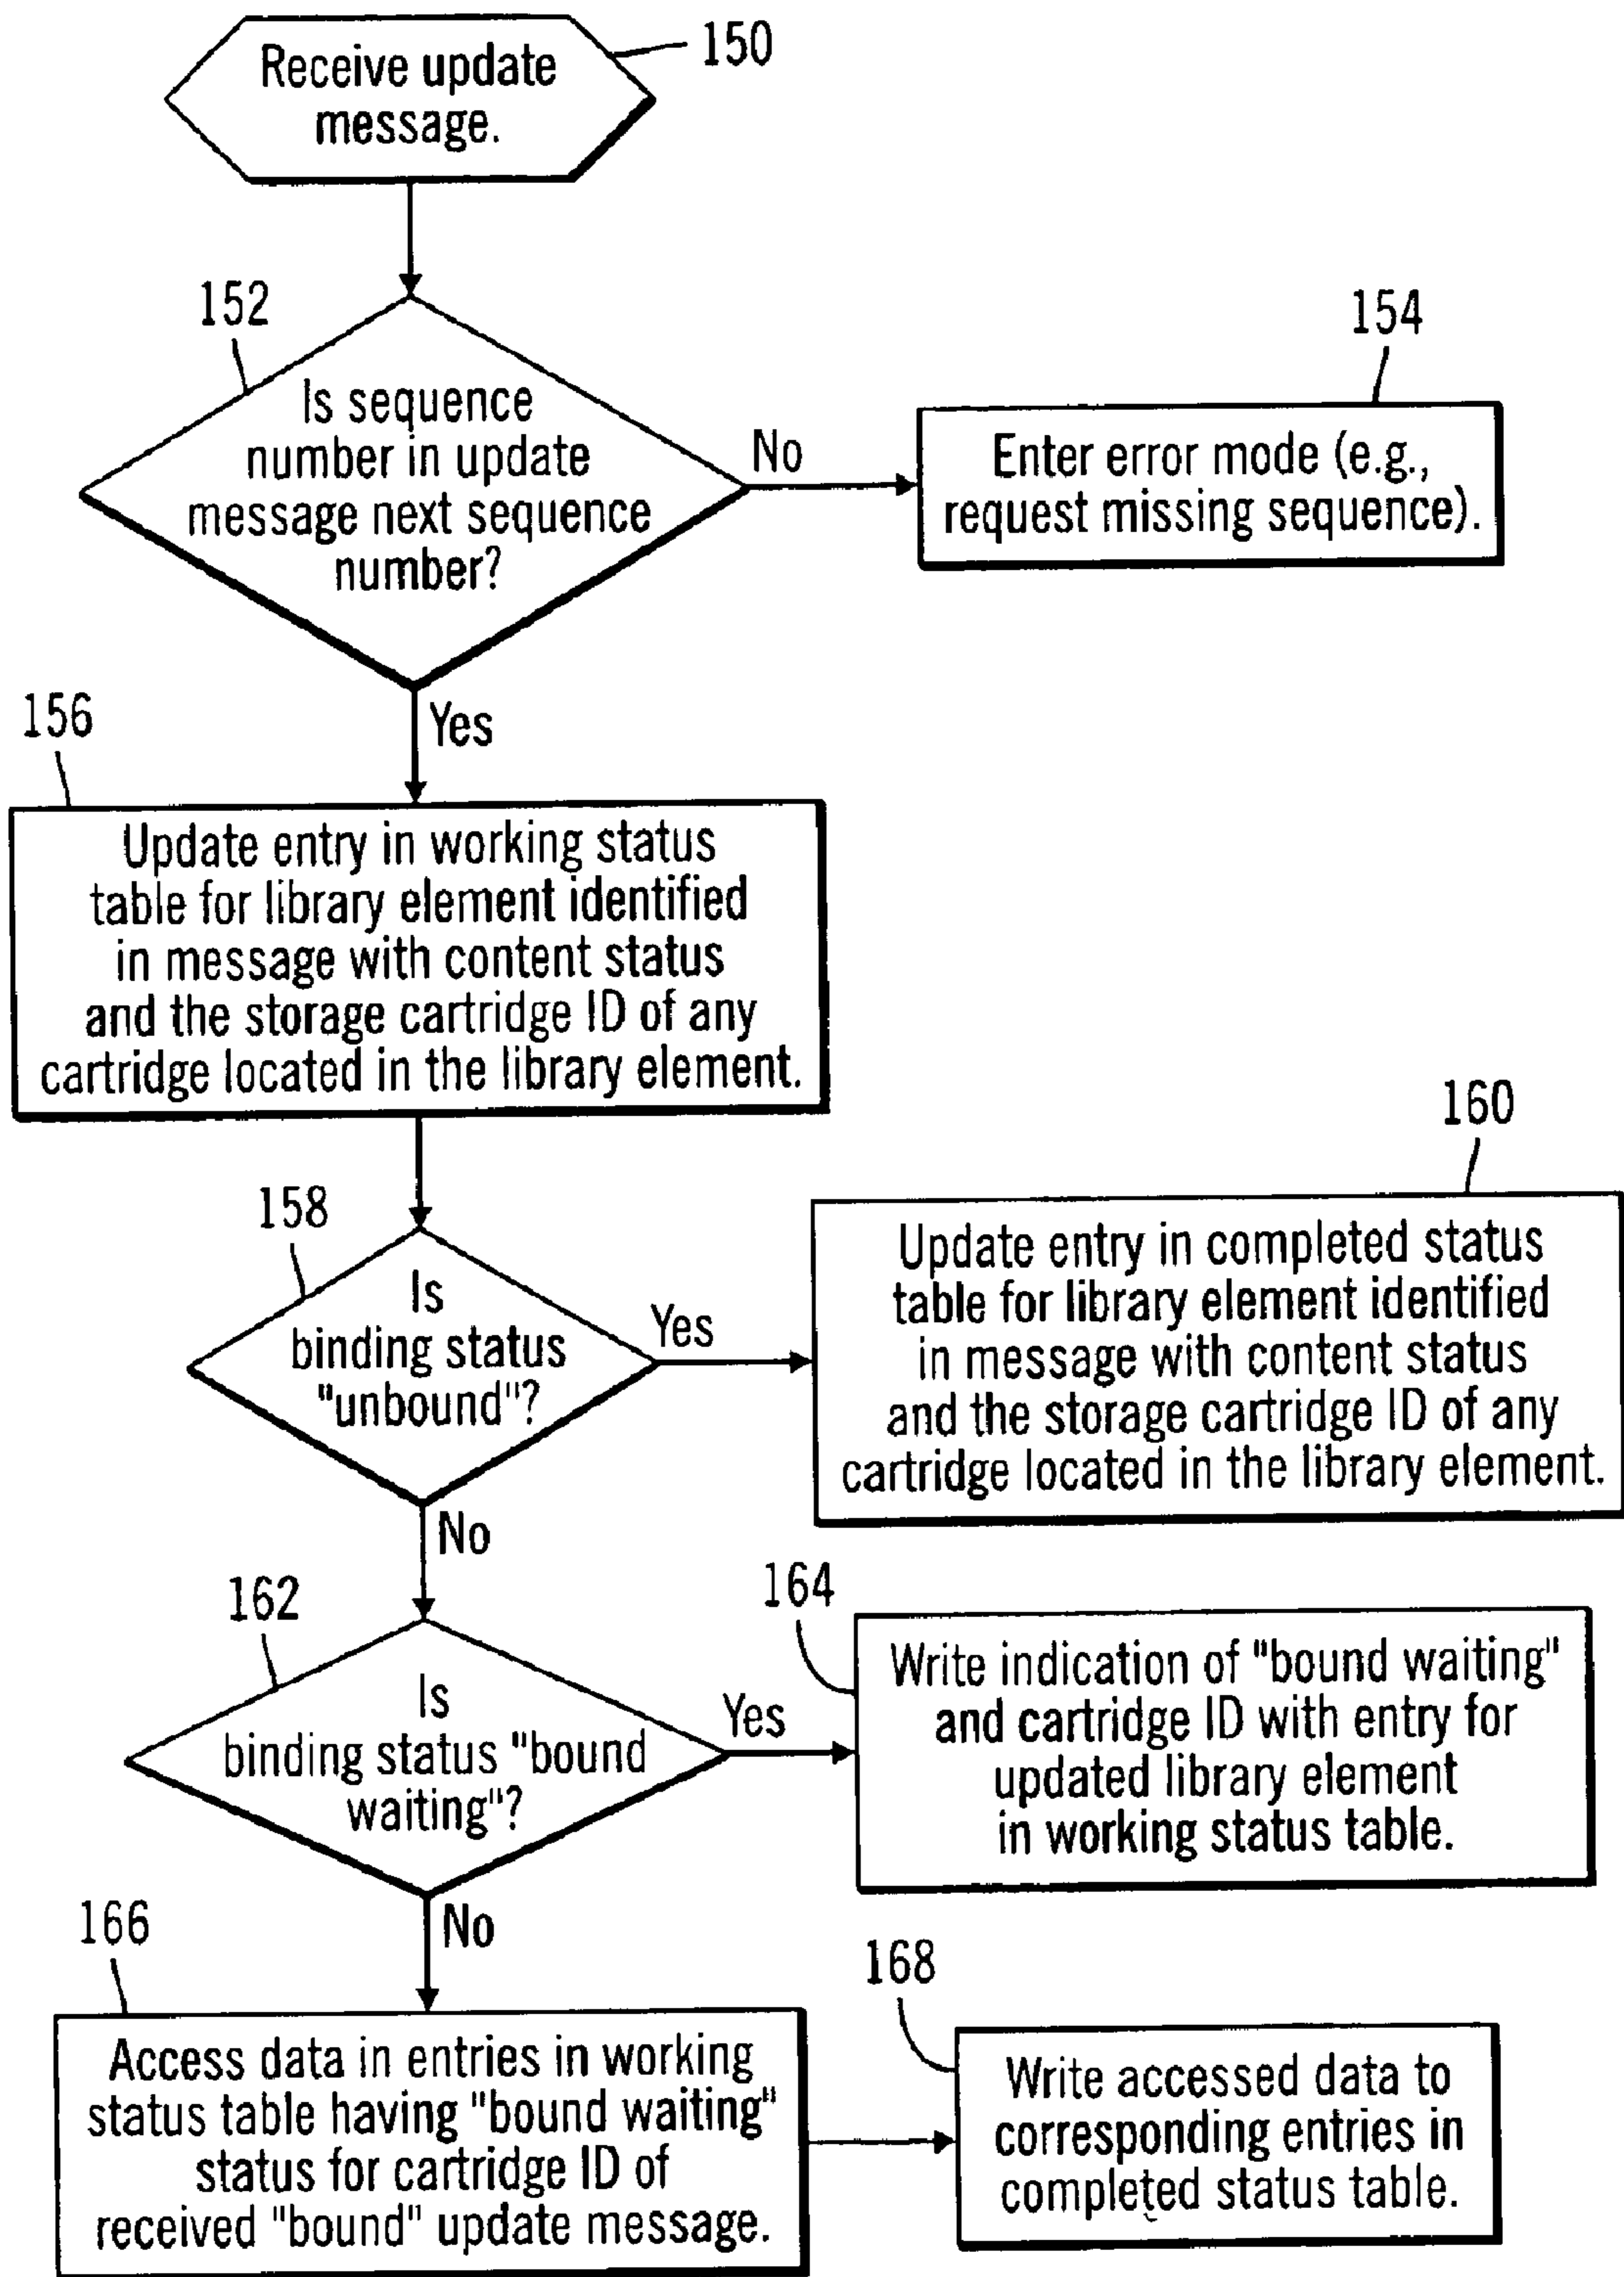 150
Receive update
message.
152
Is sequence
number in update
message next sequence
number?
No
154
Enter error mode (e.g.,
request missing sequence).
Yes
156
Update entry in working status
table for library element identified
in message with content status
and the storage cartridge ID of any
cartridge located in the library element.
158
Is
binding status
"unbound"?
Yes
160
Update entry in completed status
table for library element identified
in message with content status
and the storage cartridge ID of any
cartridge located in the library element.
No
162
Is
binding status "bound
waiting"?
Yes
164
Write indication of "bound waiting"
and cartridge ID with entry for
updated library element
in working status table.
No
166
Access data in entries in working
status table having "bound waiting"
status for cartridge ID of
received "bound" update message.
168
Write accessed data to
corresponding entries in
completed status table.